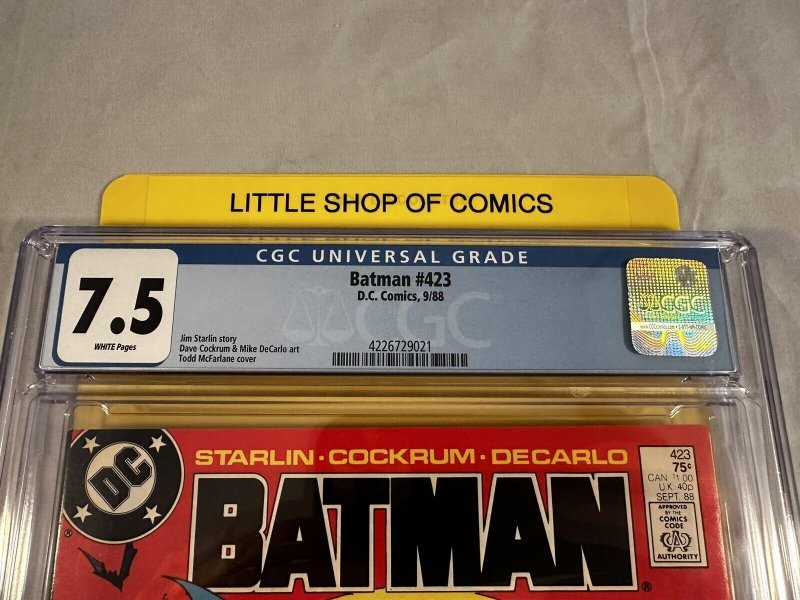 LITTLE SHOP OF COMICS
CGC UNIVERSAL GRADE
7.5
WHITE Pages
Batman #423
D.C. Comics, 9/88
Jim Starlin story
Dave Cockrum & Mike DeCarlo art
Todd McFarlane cover
CGC
4226729021
CGC
DC
STARLIN · COCKRUM · DECARLO
BATMAN
®
423
75¢
CAN $1.00
U.K. 40p
SEPT. 88
APPROVED
BY THE
COMICS
CODE
AUTHORITY